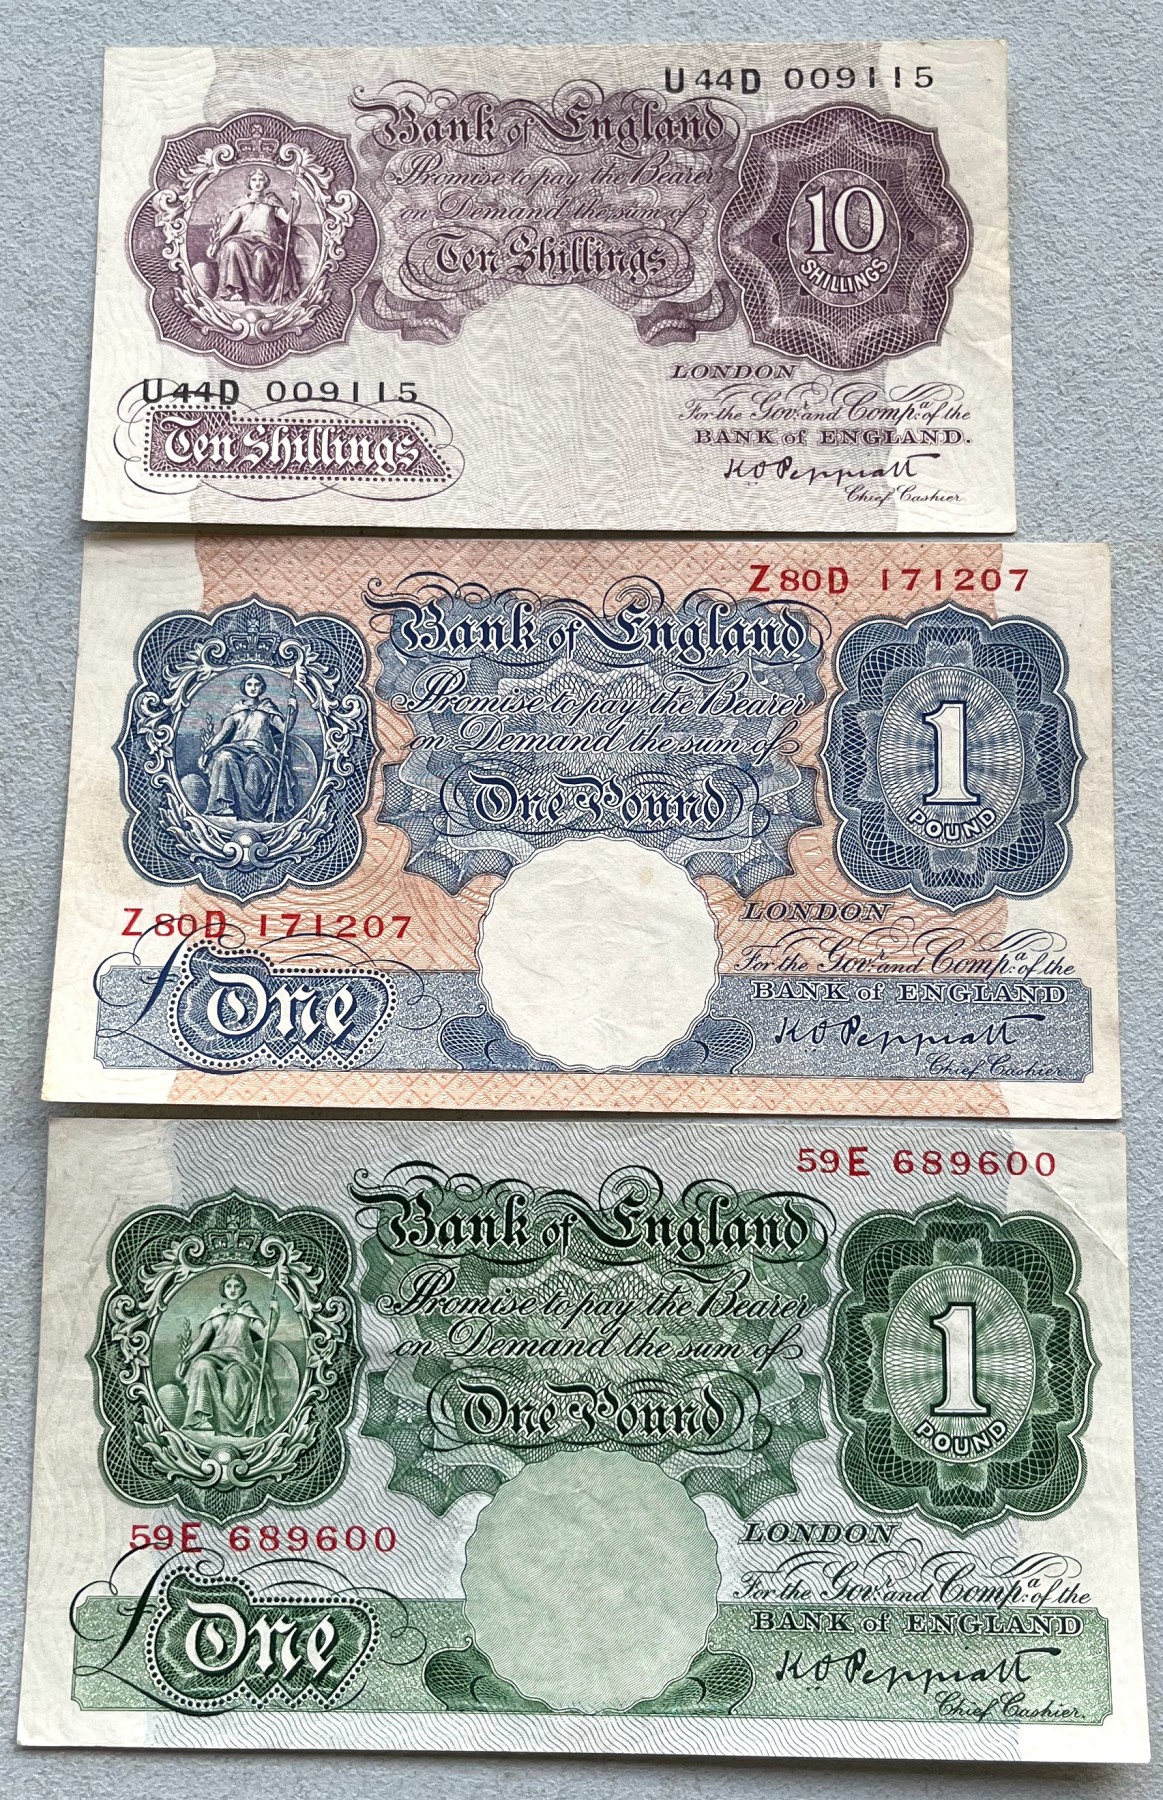 U44D 009115
Bank of England
Promise to pay the Bearer
on Demand the sum of
Ten Shillings
10
SHILLINGS
LONDON
For the Govr. and Compa. of the
BANK of ENGLAND.
K O Peppiatt
Chief Cashier
U44D 009115
Ten Shillings
Z80D 171207
Bank of England
Promise to pay the Bearer
on Demand the sum of
One Pound
1
POUND
LONDON
For the Govr. and Compa. of the
BANK of ENGLAND
K O Peppiatt
Chief Cashier.
Z80D 171207
£One
59E 689600
Bank of England
Promise to pay the Bearer
on Demand the sum of
One Pound
1
POUND
LONDON
For the Govr. and Compa. of the
BANK of ENGLAND
K O Peppiatt
Chief Cashier.
59E 689600
£One